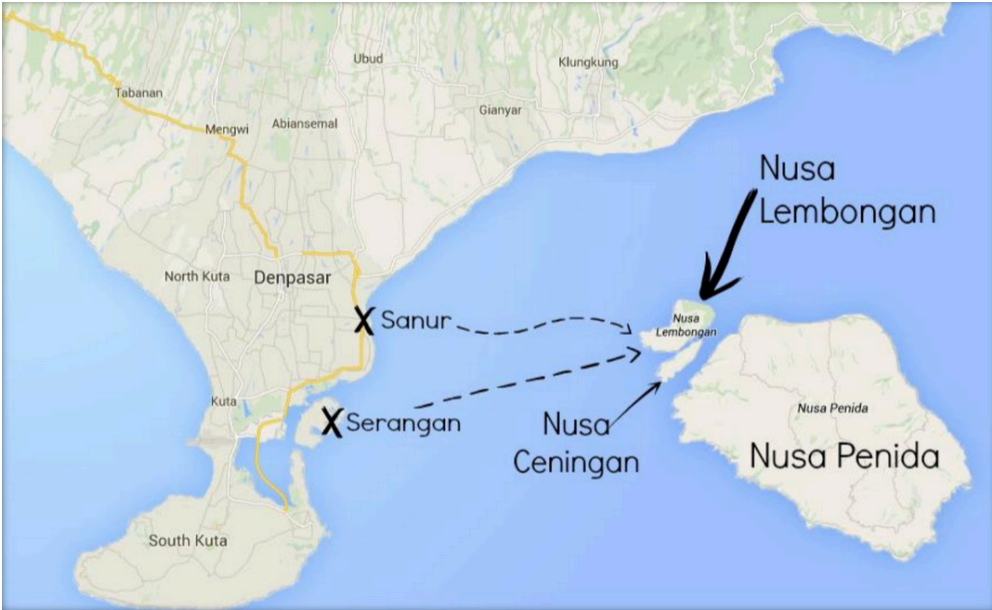 Ubud
Klungkung
Tabanan
Gianyar
Mengwi
Abiansemal
Nusa
Lembongan
North Kuta
Denpasar
X Sanur
Nusa
Lembongan
Kuta
X Serangan
Nusa
Ceningan
Nusa Penida
Nusa Penida
South Kuta